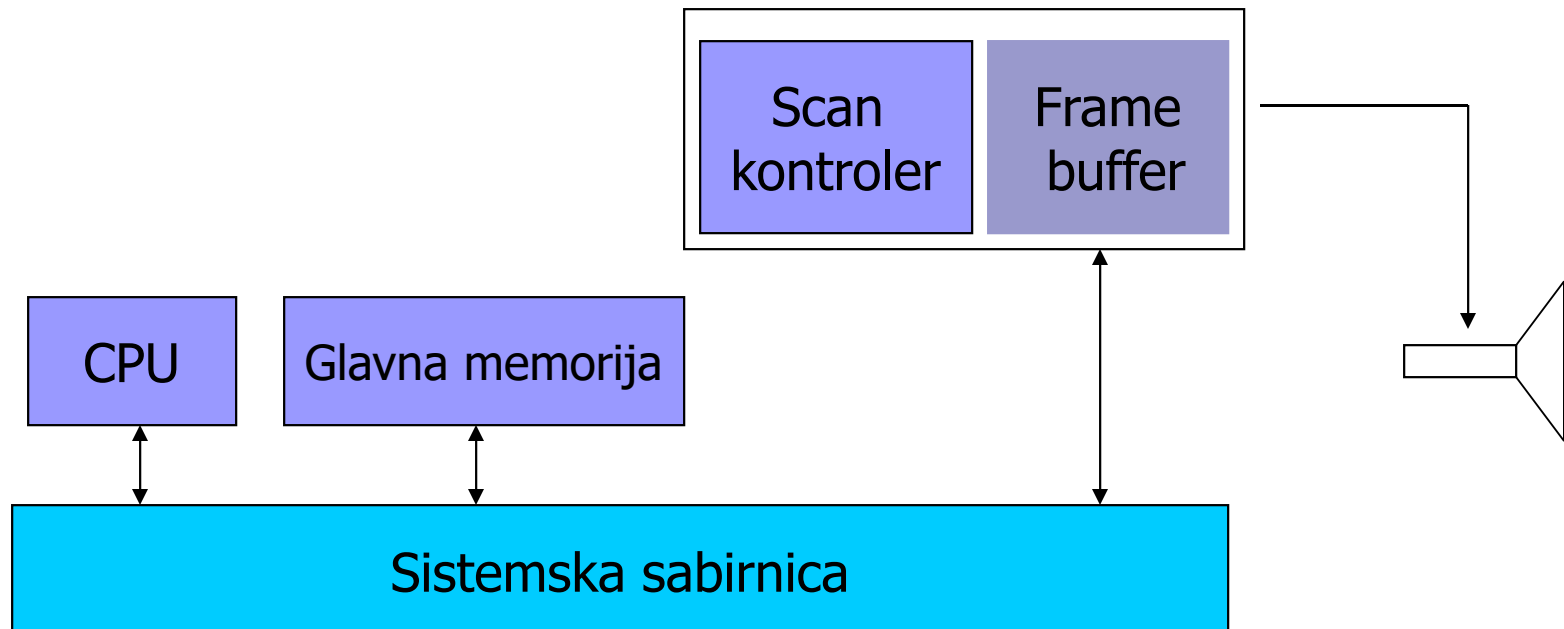 Scan
kontroler
Frame
buffer
CPU
Glavna memorija
Sistemska sabirnica